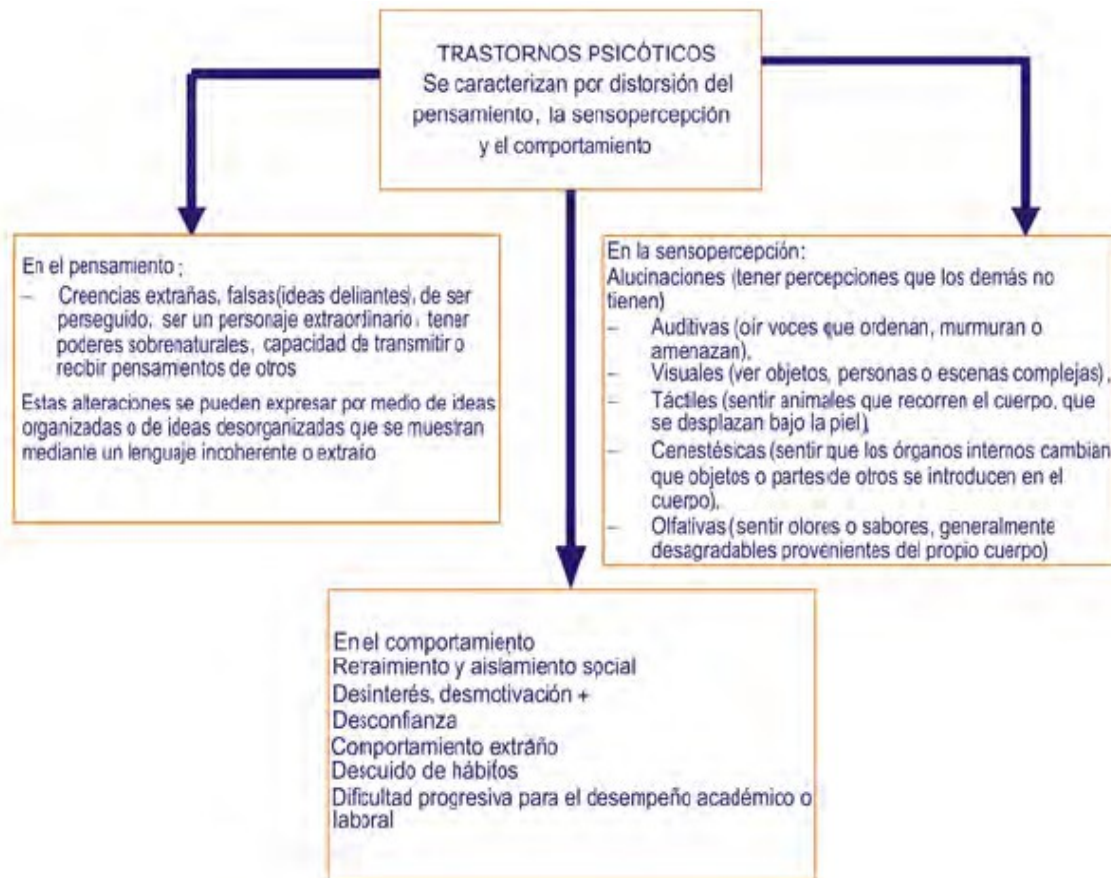 TRASTORNOS PSICÓTICOS
Se caracterizan por distorsión del
pensamiento, la sensopercepción
y el comportamiento
En el pensamiento :
– Creencias extrañas, falsas(ideas delirantes), de ser
perseguido, ser un personaje extraordinario, tener
poderes sobrenaturales, capacidad de transmitir o
recibir pensamientos de otros
Estas alteraciones se pueden expresar por medio de ideas
organizadas o de ideas desorganizadas que se muestran
mediante un lenguaje incoherente o extraño
En la sensopercepción:
Alucinaciones (tener percepciones que los demás no
tienen)
– Auditivas (oír voces que ordenan, murmuran o
amenazan),
– Visuales (ver objetos, personas o escenas complejas),
– Táctiles (sentir animales que recorren el cuerpo, que
se desplazan bajo la piel),
– Cenestésicas (sentir que los órganos internos cambian
que objetos o partes de otros se introducen en el
cuerpo),
– Olfativas (sentir olores o sabores, generalmente
desagradables provenientes del propio cuerpo)
En el comportamiento
Retraimiento y aislamiento social
Desinterés, desmotivación +
Desconfianza
Comportamiento extráño
Descuido de hábitos
Dificultad progresiva para el desempeño académico o
laboral